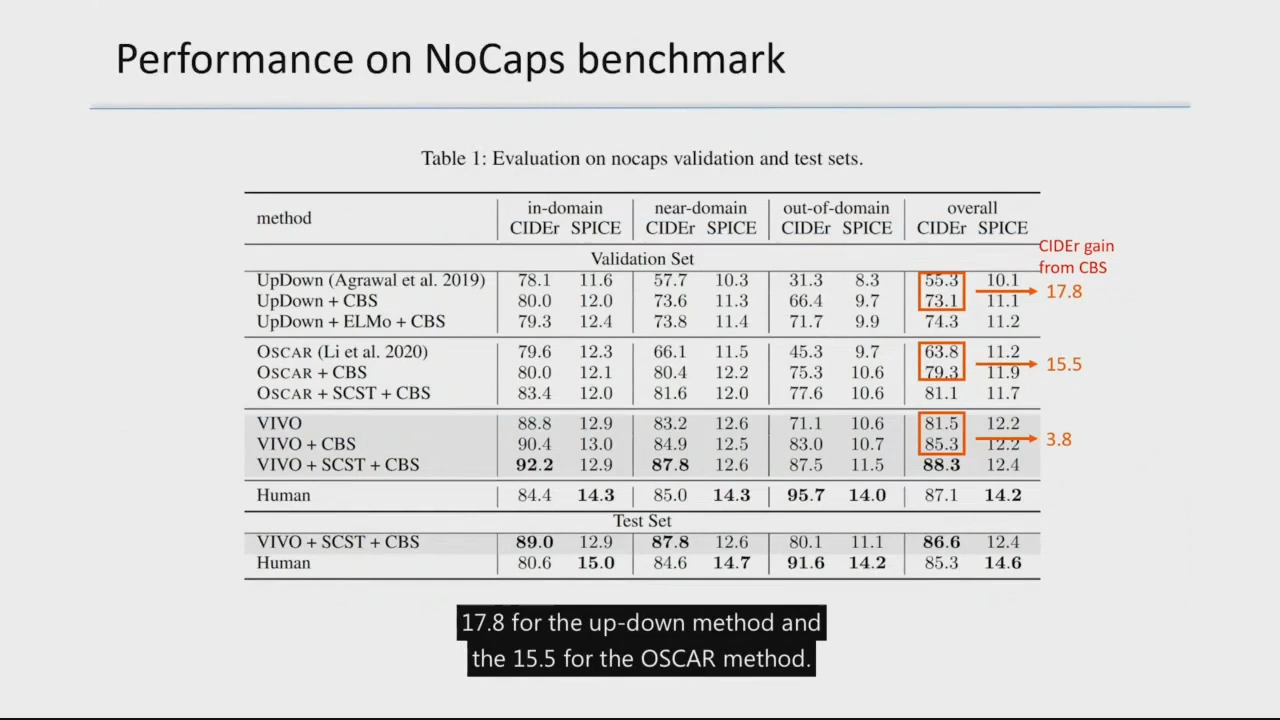 Performance on NoCaps benchmark
Table 1: Evaluation on nocaps validation and test sets.
method in-domain near-domain out-of-domain overall
CIDEr SPICE CIDEr SPICE CIDEr SPICE CIDEr SPICE
CIDEr gain
from CBS
Validation Set
UpDown (Agrawal et al. 2019) 78.1 11.6 57.7 10.3 31.3 8.3 55.3 10.1
17.8
UpDown + CBS 80.0 12.0 73.6 11.3 66.4 9.7 73.1 11.1
UpDown + ELMo + CBS 79.3 12.4 73.8 11.4 71.7 9.9 74.3 11.2
OSCAR (Li et al. 2020) 79.6 12.3 66.1 11.5 45.3 9.7 63.8 11.2
15.5
OSCAR + CBS 80.0 12.1 80.4 12.2 75.3 10.6 79.3 11.9
OSCAR + SCST + CBS 83.4 12.0 81.6 12.0 77.6 10.6 81.1 11.7
VIVO 88.8 12.9 83.2 12.6 71.1 10.6 81.5 12.2
3.8
VIVO + CBS 90.4 13.0 84.9 12.5 83.0 10.7 85.3 12.2
VIVO + SCST + CBS 92.2 12.9 87.8 12.6 87.5 11.5 88.3 12.4
Human 84.4 14.3 85.0 14.3 95.7 14.0 87.1 14.2
Test Set
VIVO + SCST + CBS 89.0 12.9 87.8 12.6 80.1 11.1 86.6 12.4
Human 80.6 15.0 84.6 14.7 91.6 14.2 85.3 14.6
17.8 for the up-down method and
the 15.5 for the OSCAR method.